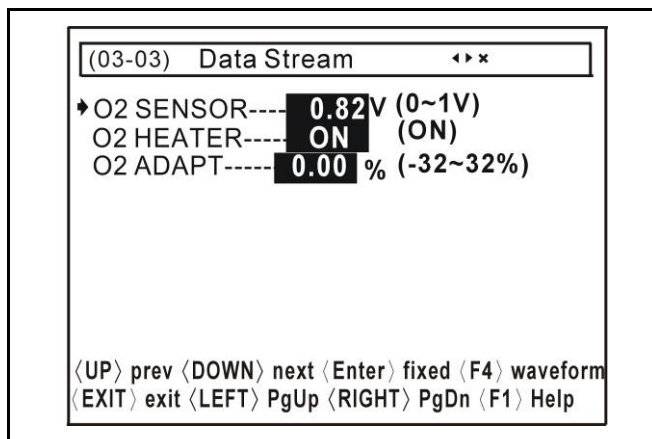 (03-03) Data Stream
O2 SENSOR---- 0.82 V (0~1V)
O2 HEATER----- ON (ON)
O2 ADAPT----- 0.00 % (-32~32%)
〈UP〉 prev 〈DOWN〉 next 〈Enter〉 fixed 〈F4〉 waveform
〈EXIT〉 exit 〈LEFT〉 PgUp 〈RIGHT〉 PgDn 〈F1〉 Help